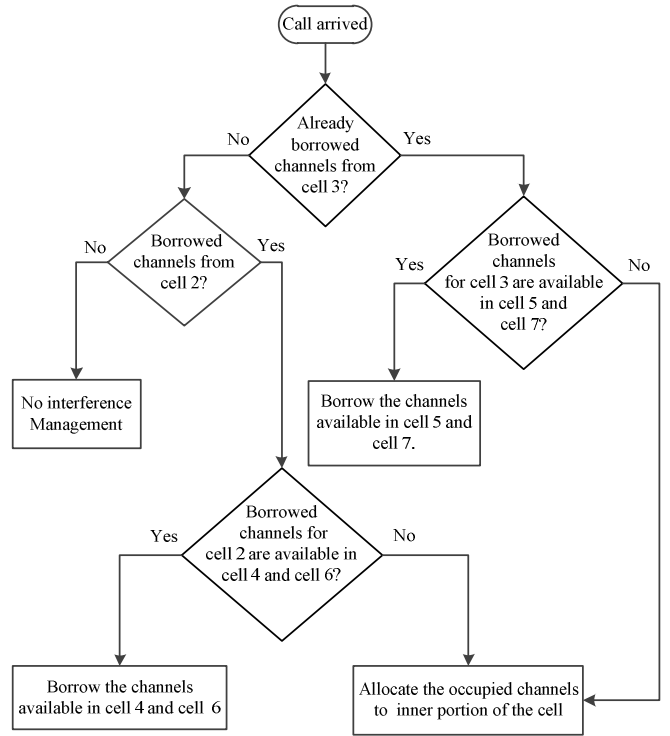 Call arrived
Already
borrowed
channels from
cell 3?
No
Yes
Borrowed
channels from
cell 2?
No
Yes
Borrowed
channels
for cell 3 are available
in cell 5 and
cell 7?
Yes
No
No interference
Management
Borrow the channels
available in cell 5 and
cell 7.
Borrowed
channels for
cell 2 are available in
cell 4 and cell 6?
Yes
No
Borrow the channels
available in cell 4 and cell 6
Allocate the occupied channels
to inner portion of the cell